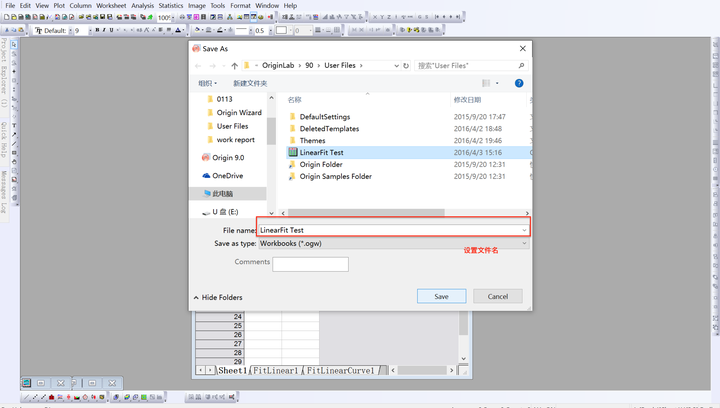 File Edit View Plot Column Worksheet Analysis Statistics Image Tools Format Window Help
100%
Default: 9 B I U
0.5 0
Project Explorer (1)
Quick Help
Messages Log
Save As
OriginLab > 90 > User Files >
搜索"User Files"
组织 新建文件夹
名称 修改日期
0113
Origin Wizard
User Files
work report
Origin 9.0
OneDrive
此电脑
U 盘 (E:)
DefaultSettings 2015/9/20 17:47
DeletedTemplates 2016/4/2 18:48
Themes 2016/4/2 19:46
LinearFit Test 2016/4/3 15:16
Origin Folder 2015/9/20 12:31
Origin Samples Folder 2015/9/20 12:31
File name: LinearFit Test
Save as type: Workbooks (*.ogw)
设置文件名
Comments
Hide Folders
Save Cancel
24
25
26
27
28
29
Sheet1 FitLinear1 FitLinearCurve1